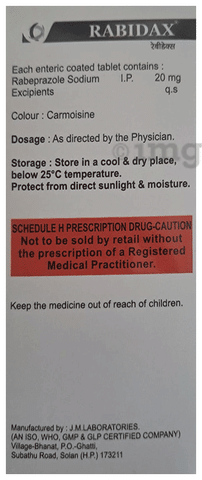 RABIDAX®
रेबीडेक्स
Each enteric coated tablet contains :
Rabeprazole Sodium I.P. 20 mg
Excipients q.s
Colour : Carmoisine
Dosage : As directed by the Physician.
1mg
Storage : Store in a cool & dry place,
below 25°C temperature.
Protect from direct sunlight & moisture.
SCHEDULE H PRESCRIPTION DRUG-CAUTION
Not to be sold by retail without
the prescription of a Registered
Medical Practitioner.
Keep the medicine out of reach of children.
Manufactured by : J.M.LABORATORIES.
(AN ISO, WHO, GMP & GLP CERTIFIED COMPANY)
Village-Bhanat, P.O.-Ghatti,
Subathu Road, Solan (H.P.) 173211